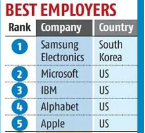 BEST EMPLOYERS
Rank Company Country
1 Samsung Electronics South Korea
2 Microsoft US
3 IBM US
4 Alphabet US
5 Apple US